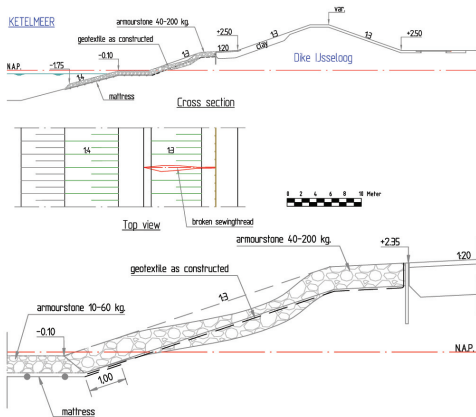 KETELMEER
armourstone 40-200 kg.
geotextile as constructed
var.
1:3
1:3
+2.50
1:20
clay
Dike IJsseloog
+2.50
-0.10
1:3
N.A.P.
-1.75
1:4
mattress
Cross section
1:4
1:3
0 2 4 6 8 10 Meter
broken sewingthread
Top view
armourstone 40-200 kg.
+2.35
geotextile as constructed
1:20
1:3
armourstone 10-60 kg.
-0.10
N.A.P.
1.00
mattress